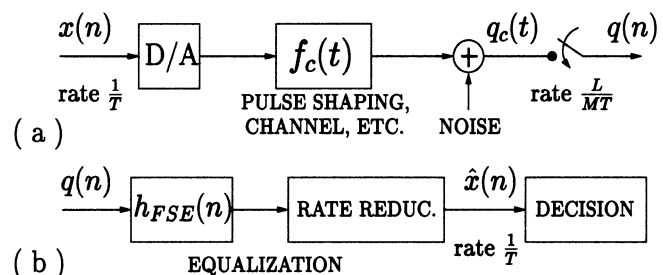 x(n)
D/A
f_c(t)
q_c(t)
q(n)
rate 1/T
PULSE SHAPING,
CHANNEL, ETC.
NOISE
rate L/MT
( a )
q(n)
h_FSE(n)
RATE REDUC.
x̂(n)
DECISION
rate 1/T
( b )
EQUALIZATION